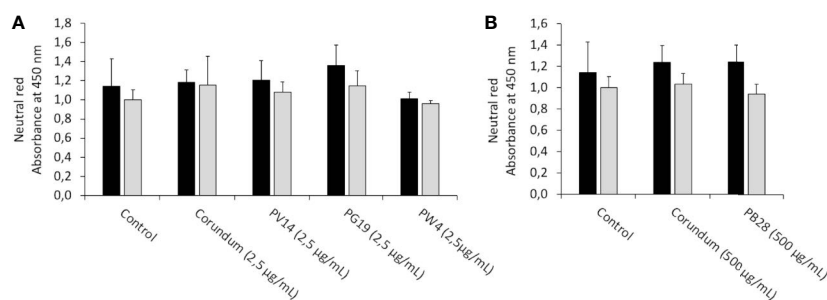 A
Neutral red
Absorbance at 450 nm
1,8
1,6
1,4
1,2
1,0
0,8
0,6
0,4
0,2
0,0
Control
Corundum (2,5 µg/mL)
PV14 (2,5 µg/mL)
PG19 (2,5 µg/mL)
PW4 (2,5µg/mL)
B
Neutral red
Absorbance at 450 nm
1,6
1,4
1,2
1,0
0,8
0,6
0,4
0,2
0,0
Control
Corundum (500 µg/mL)
PB28 (500 µg/mL)